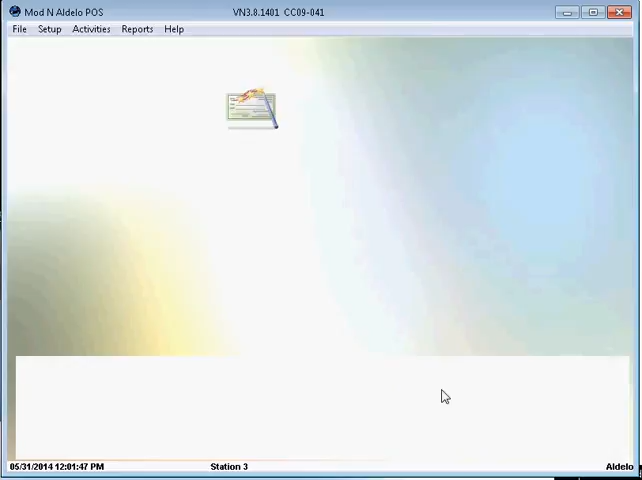 Mod N Aldelo POS VN3.8.1401 CC09-041
File Setup Activities Reports Help
05/31/2014 12:01:47 PM Station 3 Aldelo